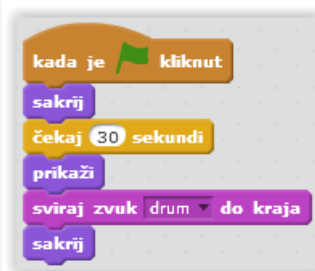 kada je kliknut
sakrij
čekaj 30 sekundi
prikaži
sviraj zvuk drum do kraja
sakrij